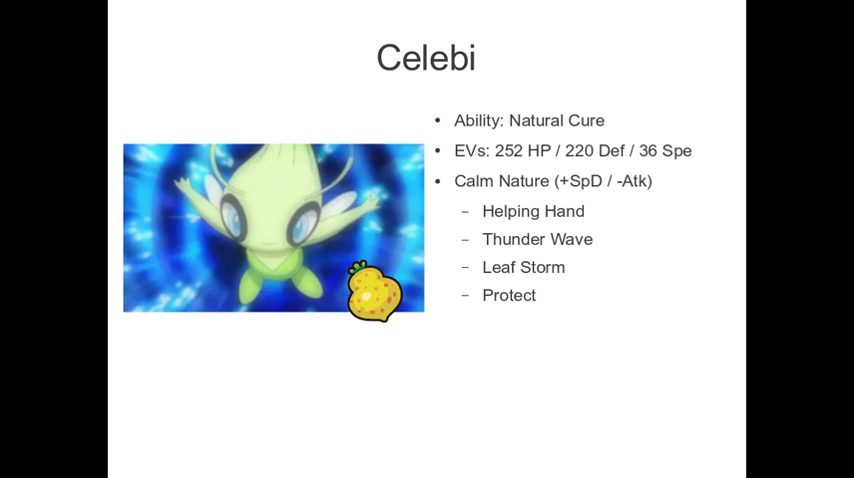 Celebi
• Ability: Natural Cure
• EVs: 252 HP / 220 Def / 36 Spe
• Calm Nature (+SpD / -Atk)
– Helping Hand
– Thunder Wave
– Leaf Storm
– Protect